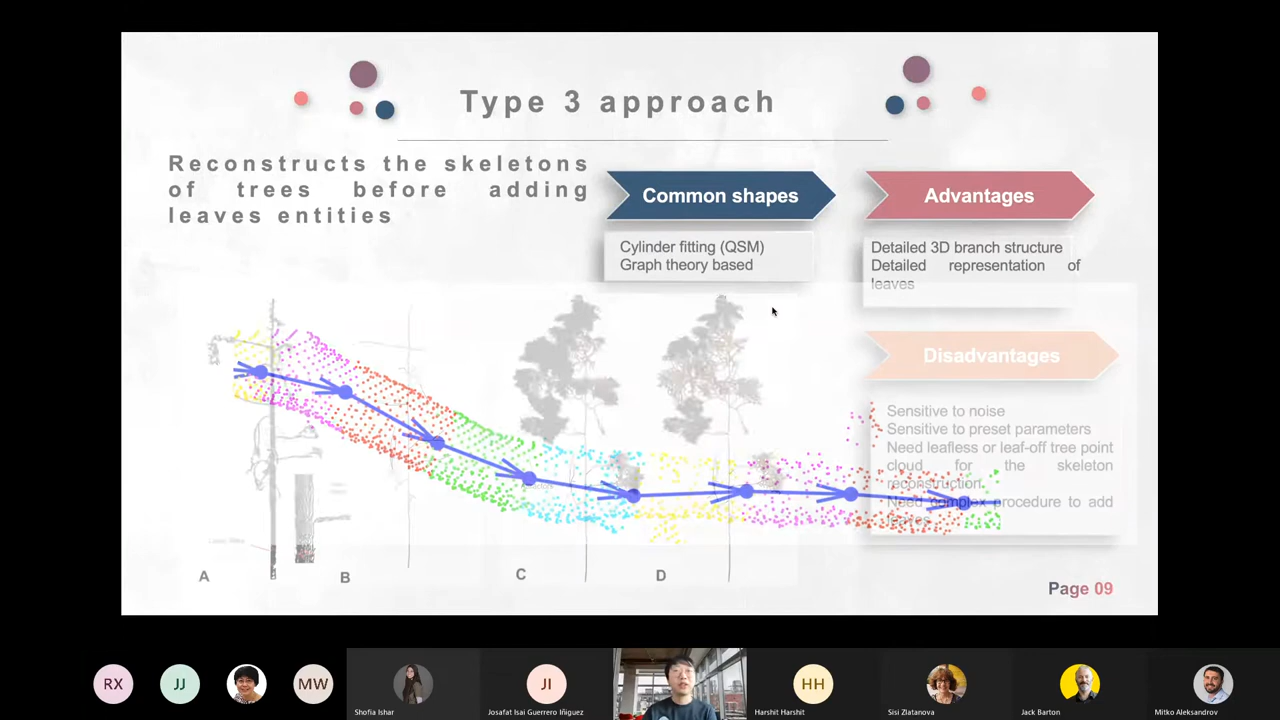 Type 3 approach
Reconstructs the skeletons
of trees before adding
leaves entities
Common shapes
Cylinder fitting (QSM)
Graph theory based
Advantages
Detailed 3D branch structure
Detailed representation of
leaves
Disadvantages
Sensitive to noise
Sensitive to preset parameters
Need leafless or leaf-off tree point
cloud for the skeleton
reconstruction
Need complex procedure to add
leaves
A
B
C
D
Page 09
RX
JJ
MW
JI
HH
Shofia Ishar
Josafat Isai Guerrero Iñiguez
Harshit Harshit
Sisi Zlatanova
Jack Barton
Mitko Aleksandrov